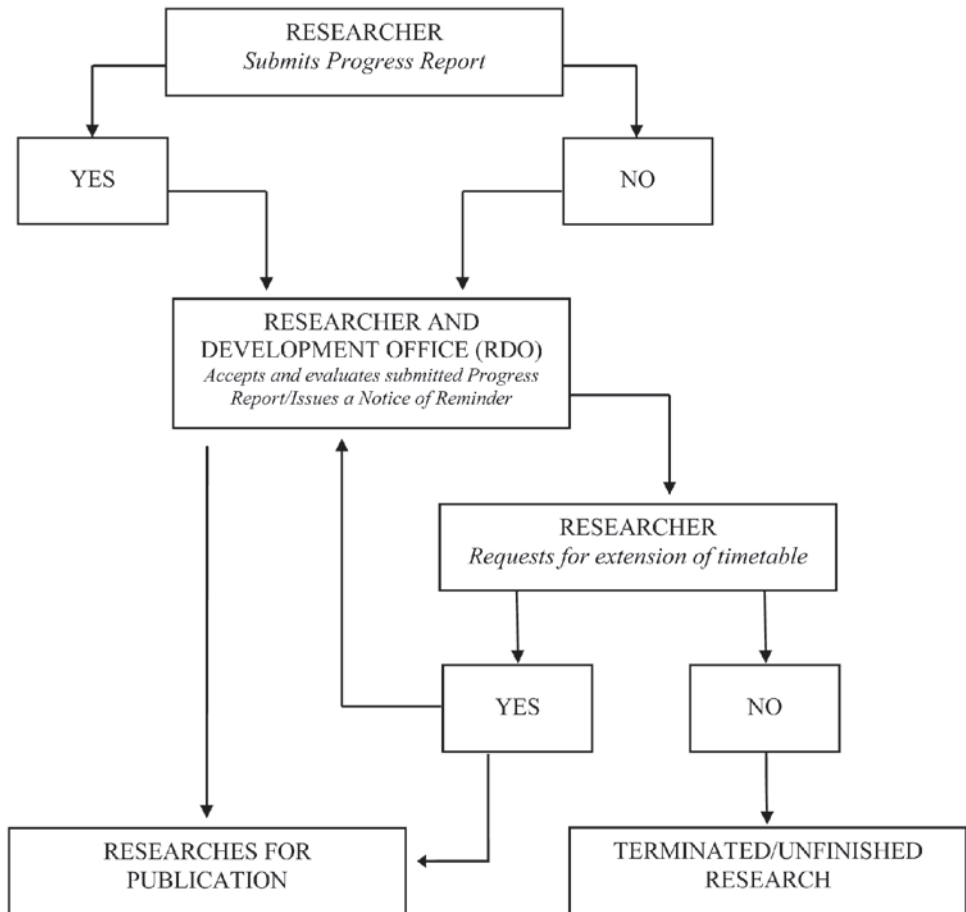 RESEARCHER
Submits Progress Report
YES
NO
RESEARCHER AND
DEVELOPMENT OFFICE (RDO)
Accepts and evaluates submitted Progress
Report/Issues a Notice of Reminder
RESEARCHER
Requests for extension of timetable
YES
NO
RESEARCHES FOR
PUBLICATION
TERMINATED/UNFINISHED
RESEARCH